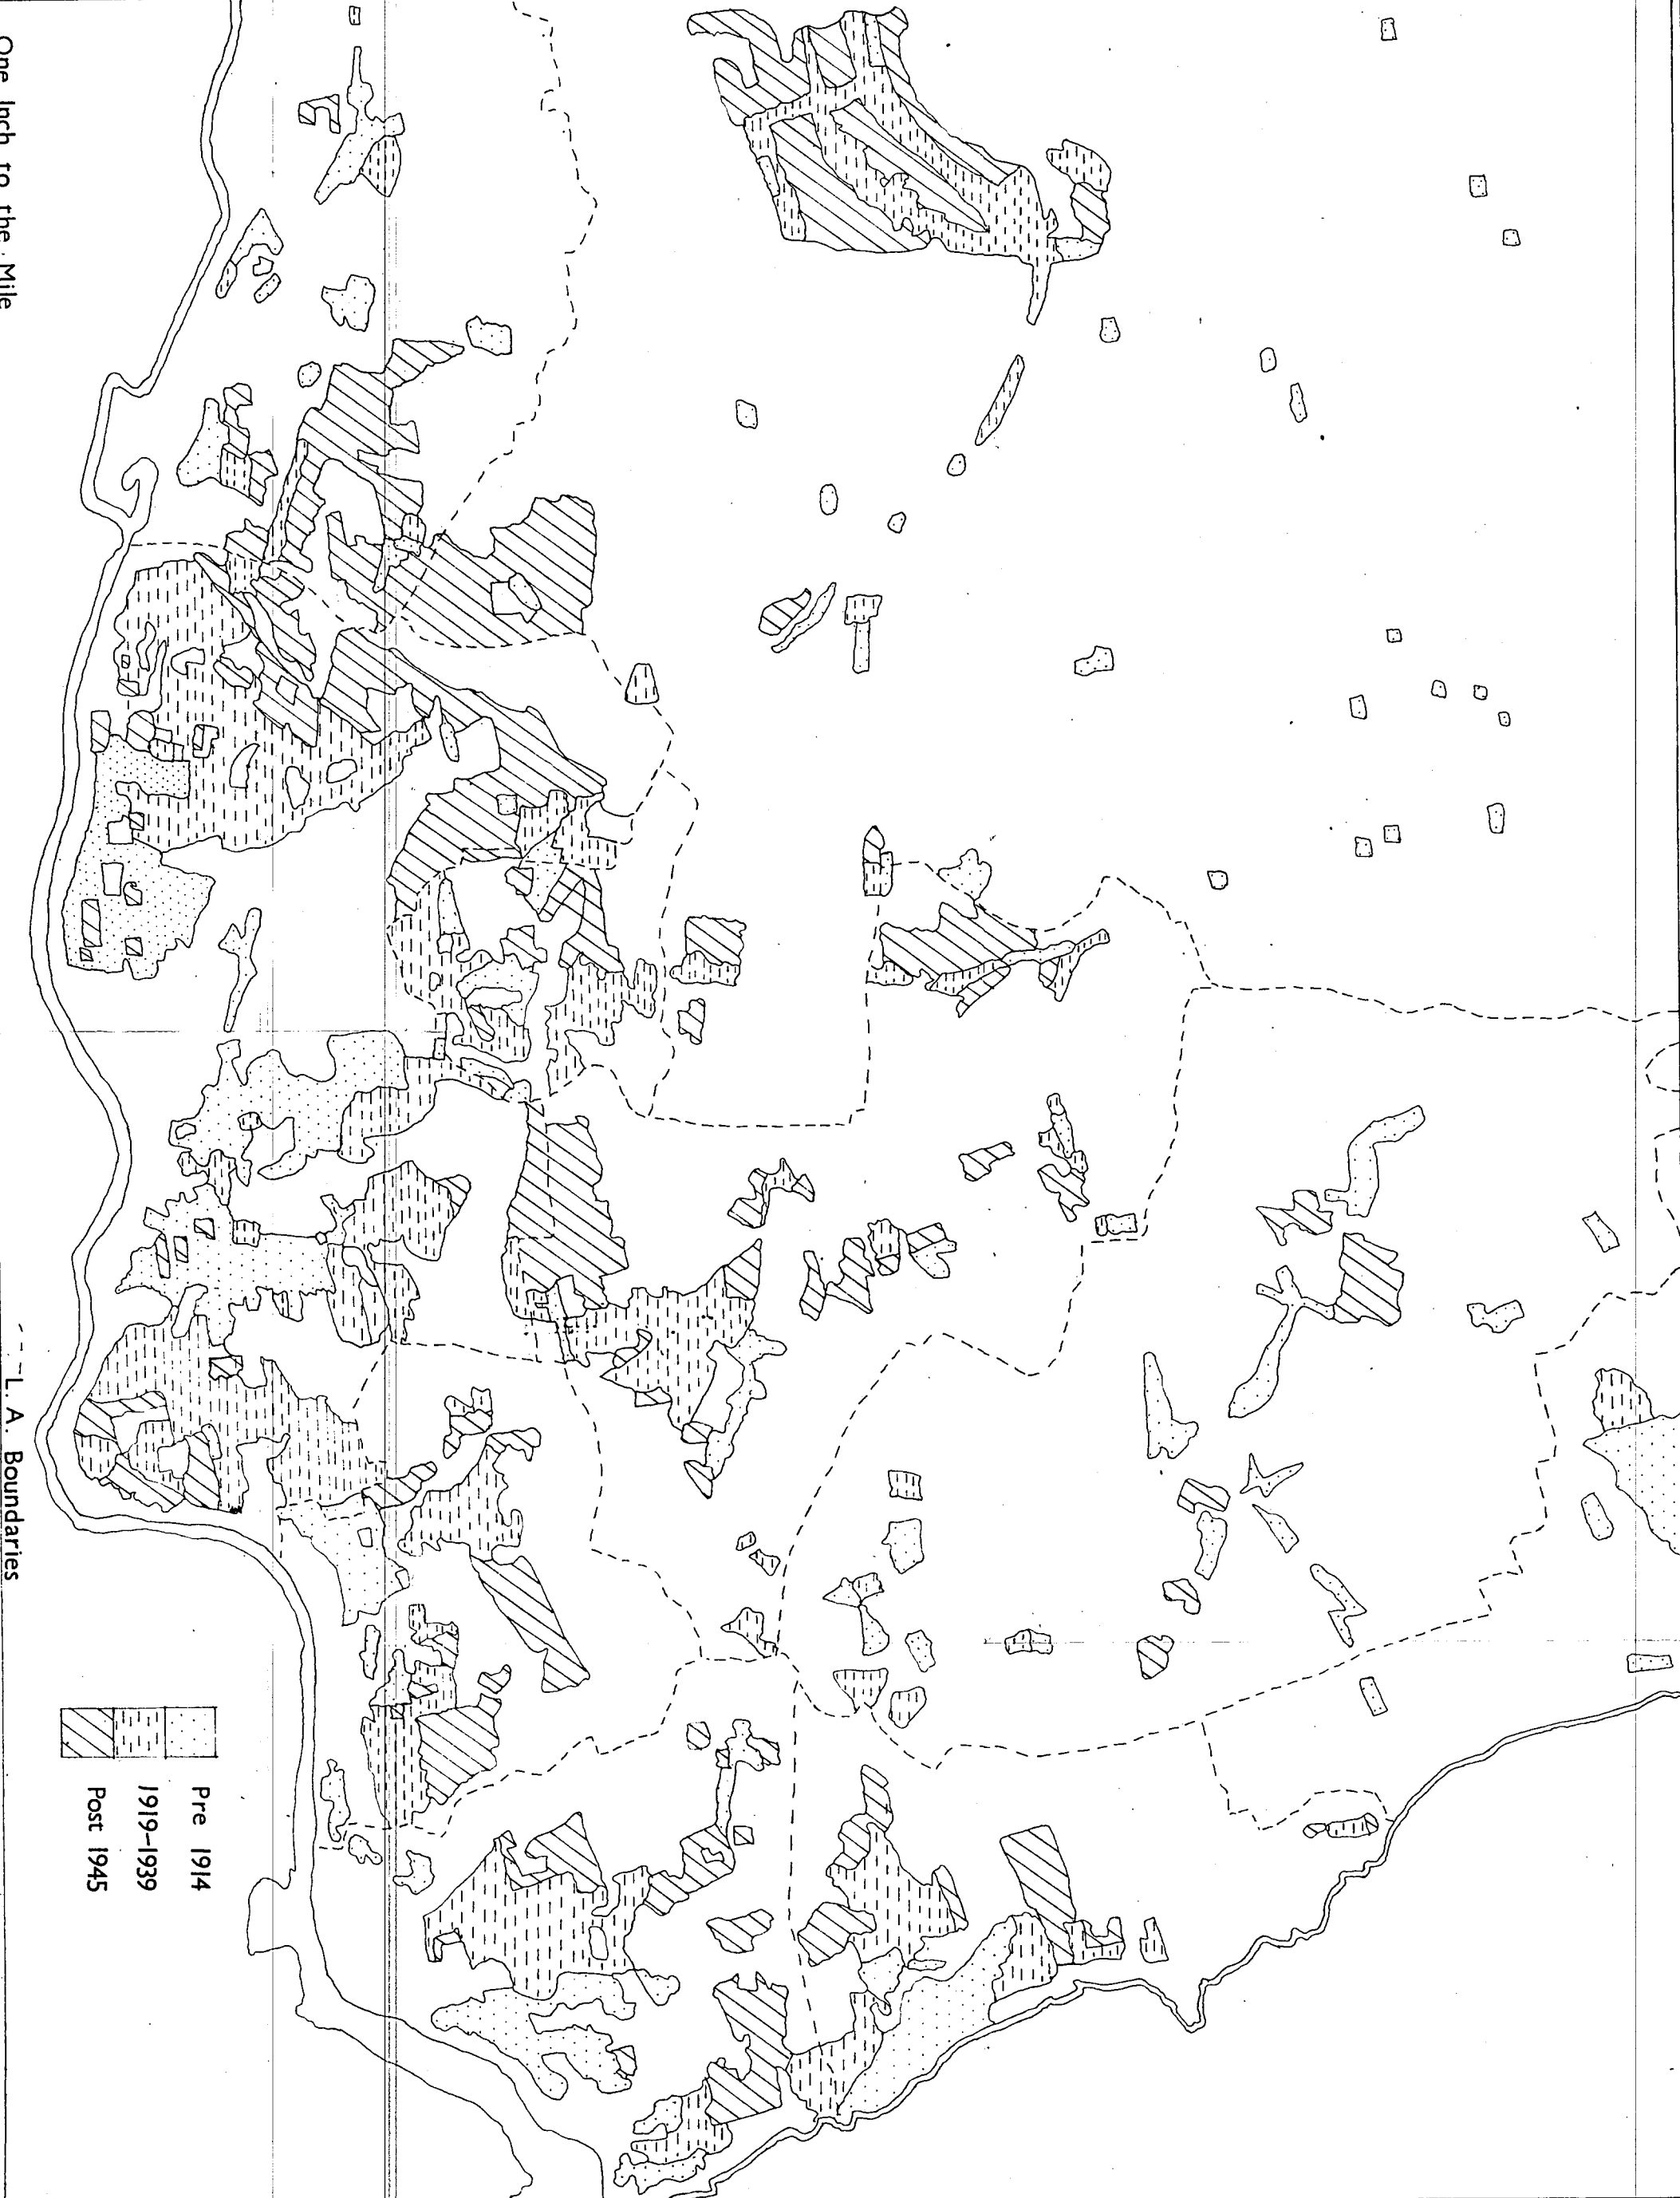 One Inch to the Mile
L. A. Boundaries
Pre 1914
1919-1939
Post 1945